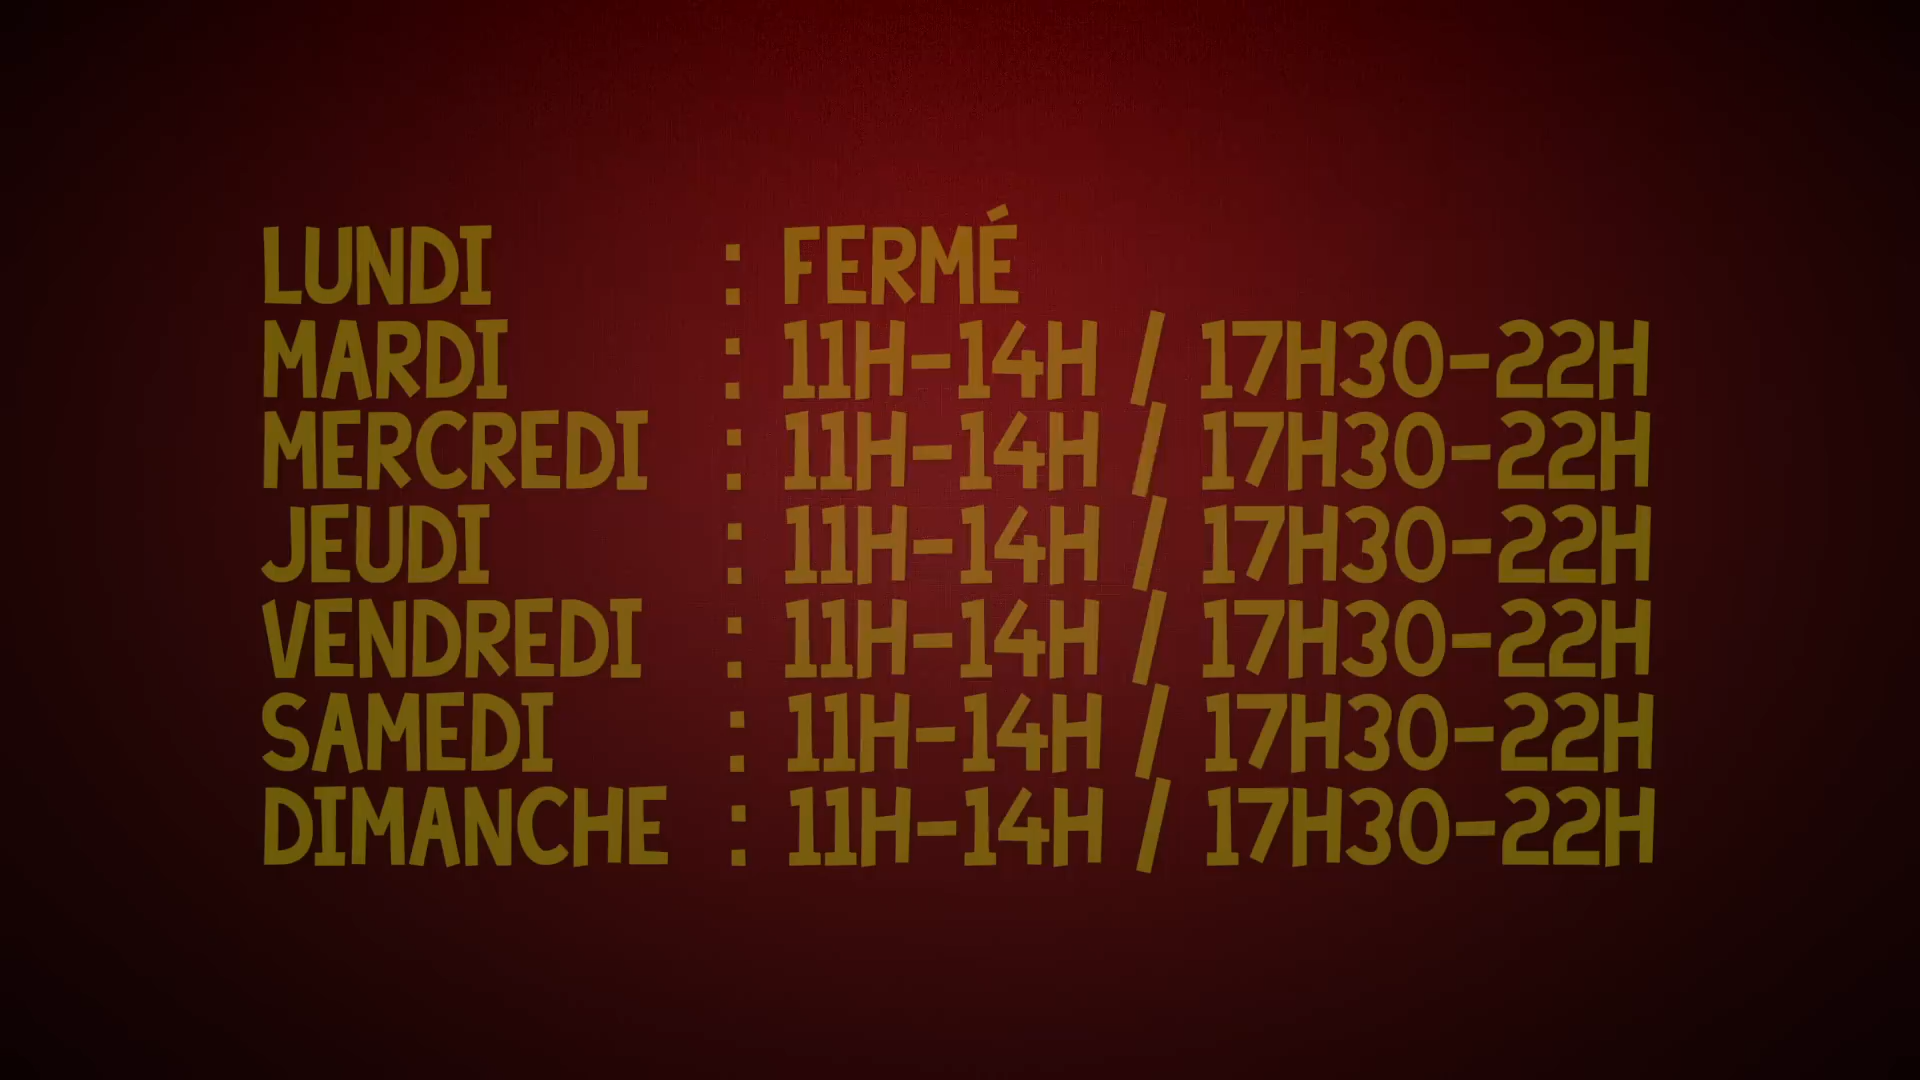 LUNDI : FERMÉ
MARDI : 11H-14H / 17H30-22H
MERCREDI : 11H-14H / 17H30-22H
JEUDI : 11H-14H / 17H30-22H
VENDREDI : 11H-14H / 17H30-22H
SAMEDI : 11H-14H / 17H30-22H
DIMANCHE : 11H-14H / 17H30-22H